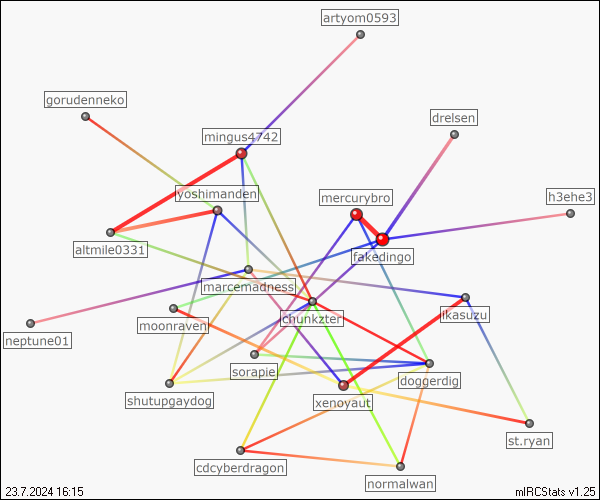 artyom0593
gorudenneko
drelsen
mingus4742
yoshimanden
mercurybro
h3ehe3
altmile0331
fakedingo
marcemadness
neptune01
moonraven
chunkzter
ikasuzu
sorapie
doggerdig
shutupgaydog
xenoyaut
st.ryan
cdcyberdragon
normalwan
23.7.2024 16:15
mIRCStats v1.25